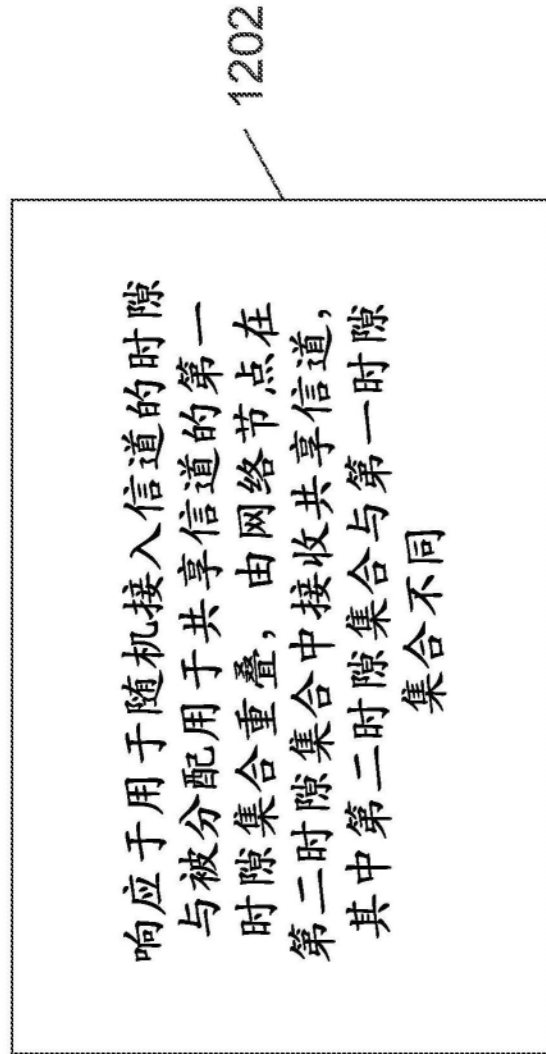 响应于用于随机接入信道的时隙
与被分配用于共享信道的第一
时隙集合重叠，由网络节点在
第二时隙集合中接收共享信道，
其中第二时隙集合与第一时隙
集合不同
1202